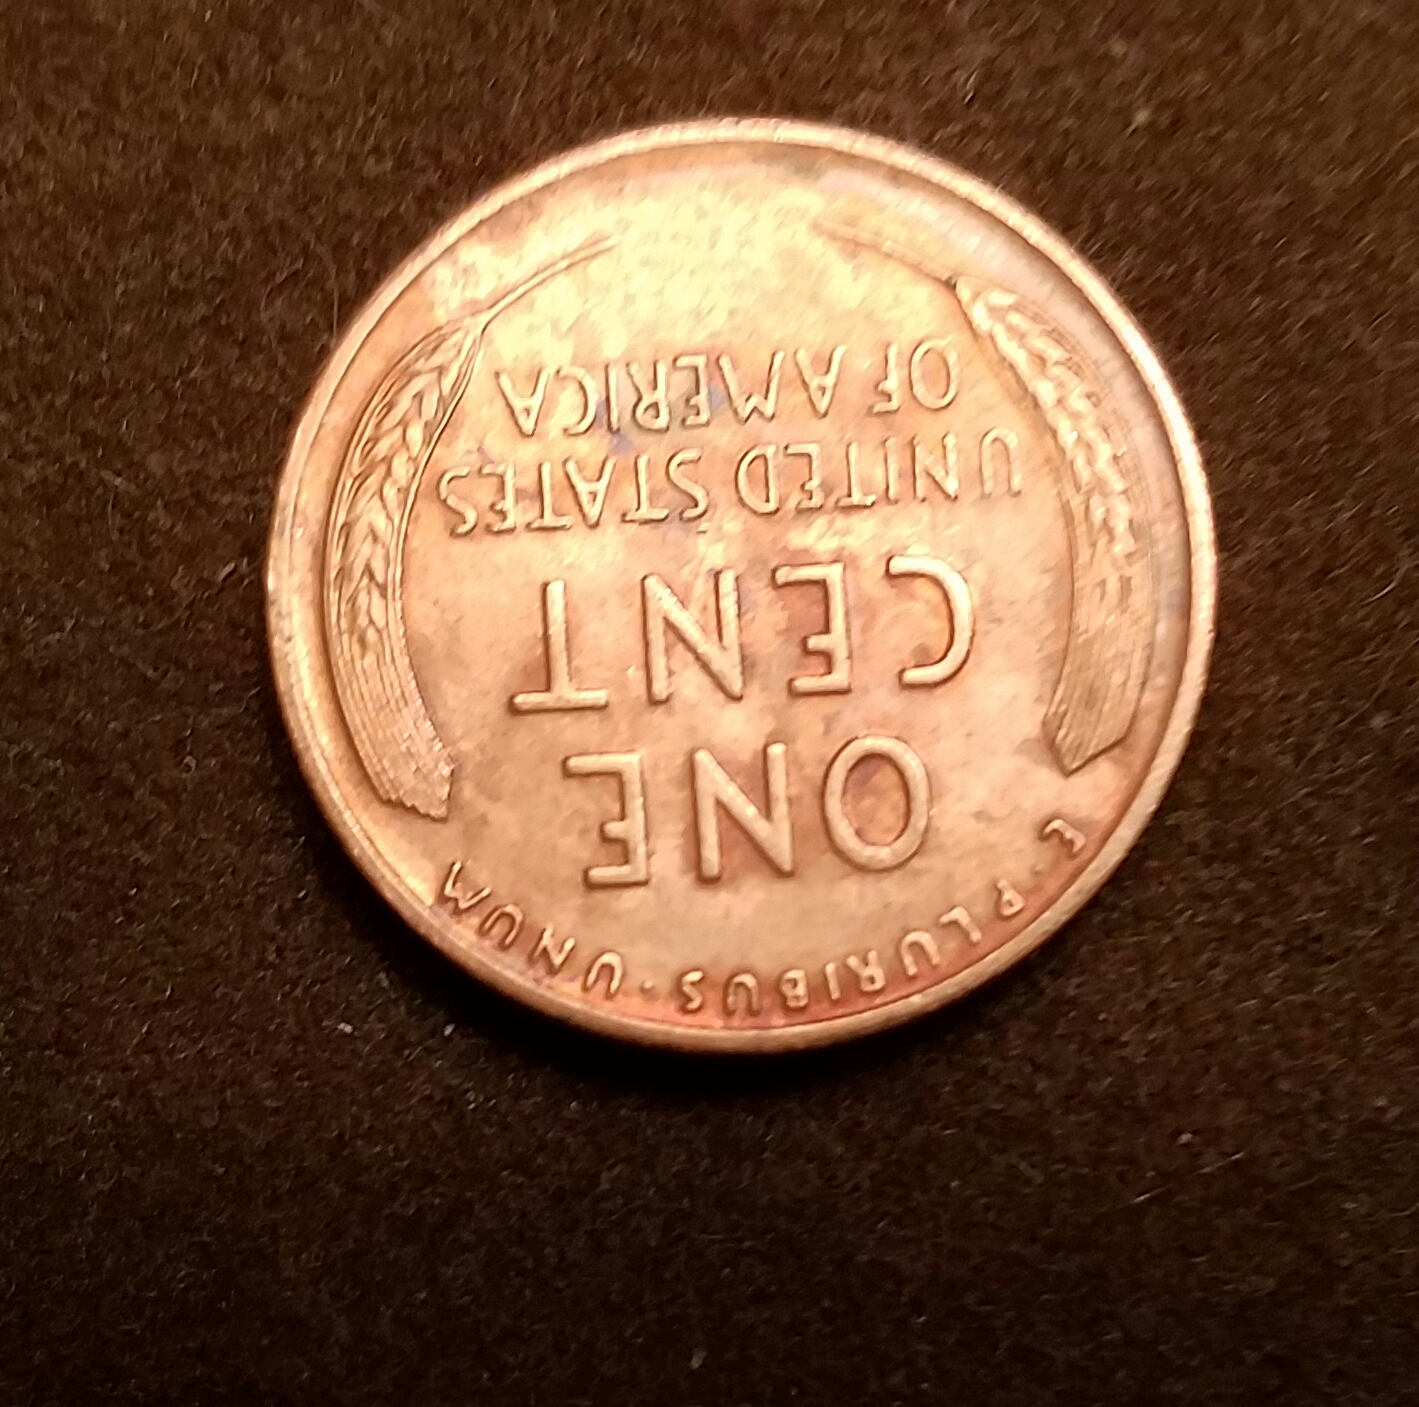 E·PLURIBUS·UNUM
ONE
CENT
UNITED STATES
OF AMERICA